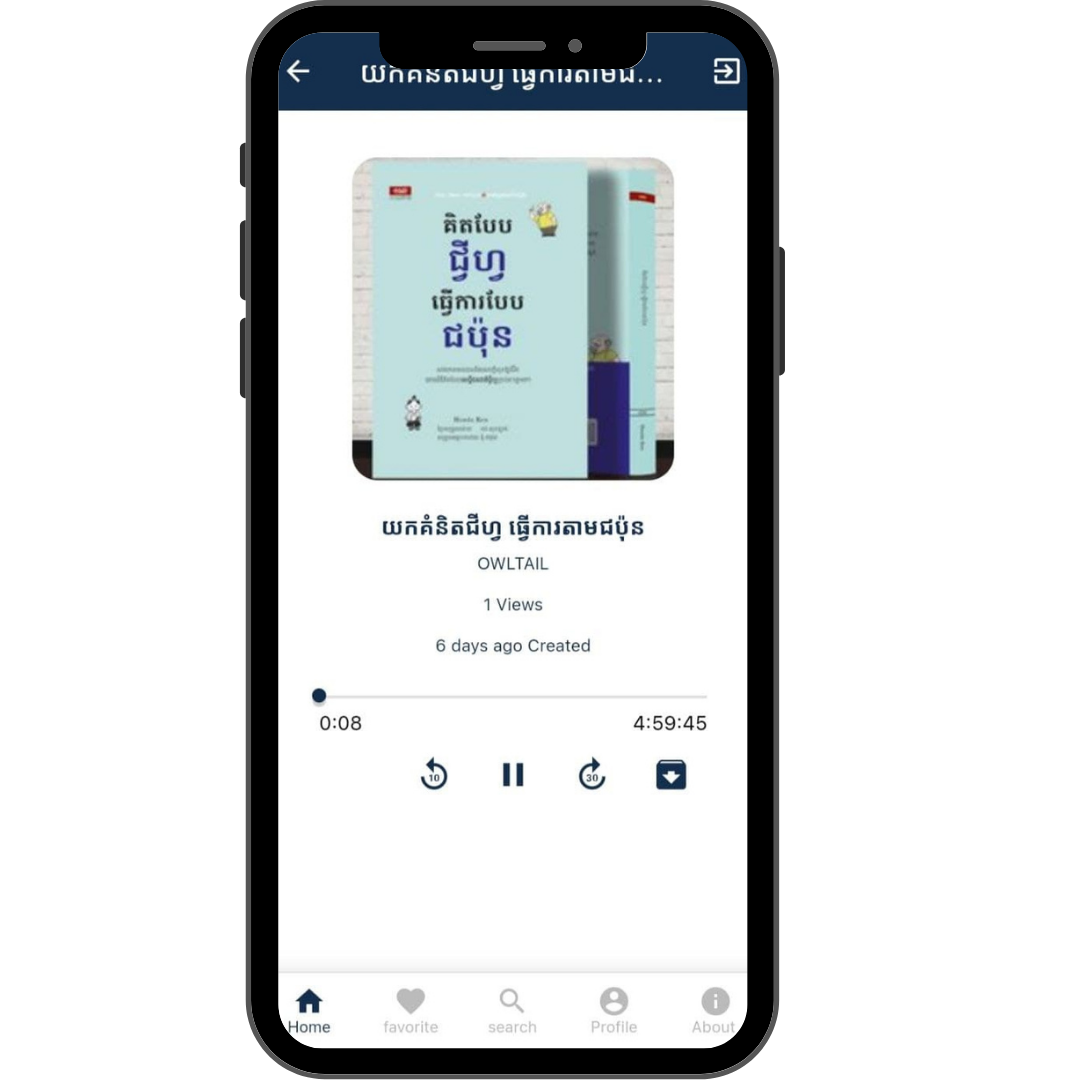 យកគំនិតជីហ្វ ធ្វើការតាមជ...
គិតបែប
ជ្វីហ្វ
ធ្វើការបែប
ជប៉ុន
Honda Ken
យកគំនិតជីហ្វ ធ្វើការតាមជប៉ុន
OWLTAIL
1 Views
6 days ago Created
0:08
4:59:45
10
30
Home
favorite
search
Profile
About